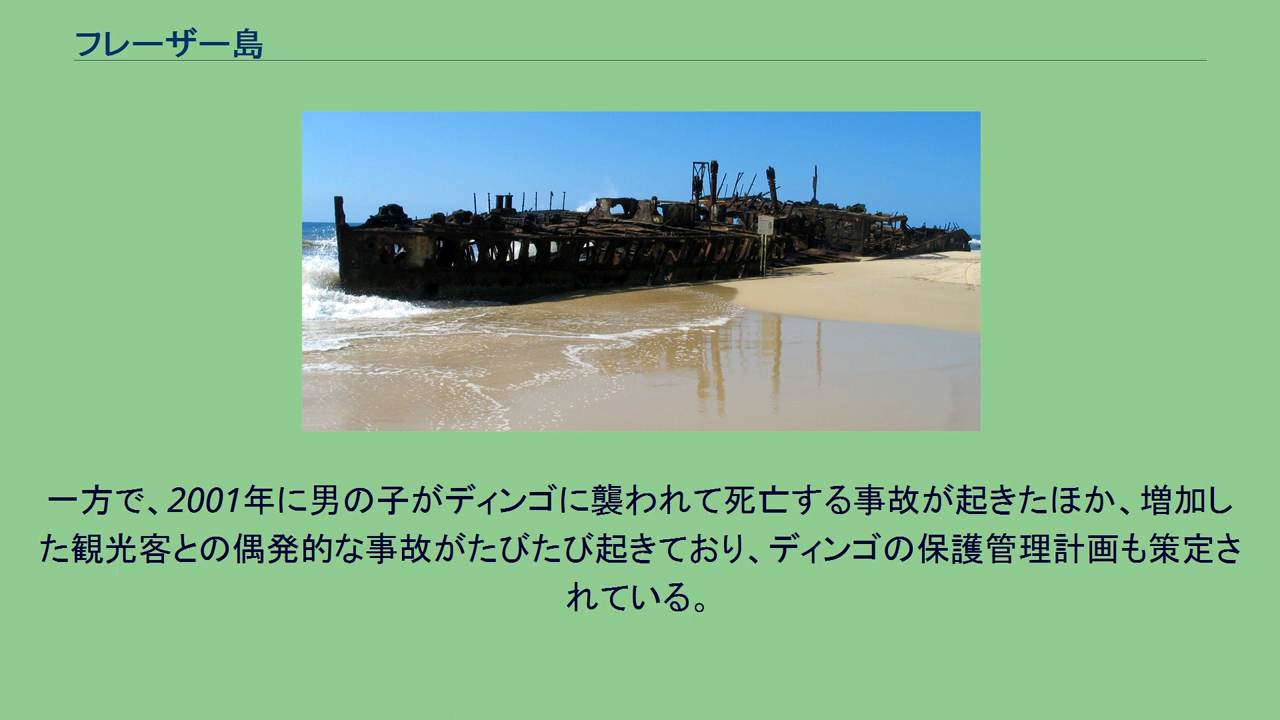 フレーザー島
一方で、2001年に男の子がディンゴに襲われて死亡する事故が起きたほか、増加し
た観光客との偶発的な事故がたびたび起きており、ディンゴの保護管理計画も策定さ
れている。